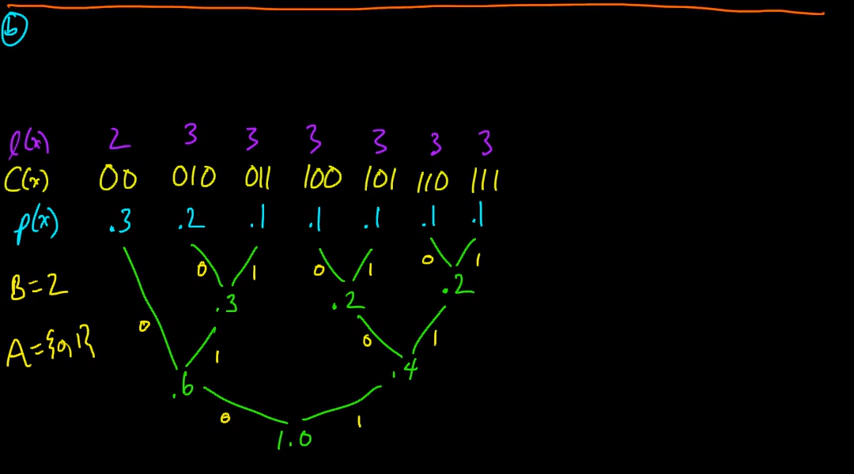 b
l(x) 2 3 3 3 3 3 3
C(x) 00 010 011 100 101 110 111
p(x) .3 .2 .1 .1 .1 .1 .1
0 1 0 1 0 1
B=2 .3 .2 .2
0 1 0 1
A={0,1} .6 .4
0 1
1.0